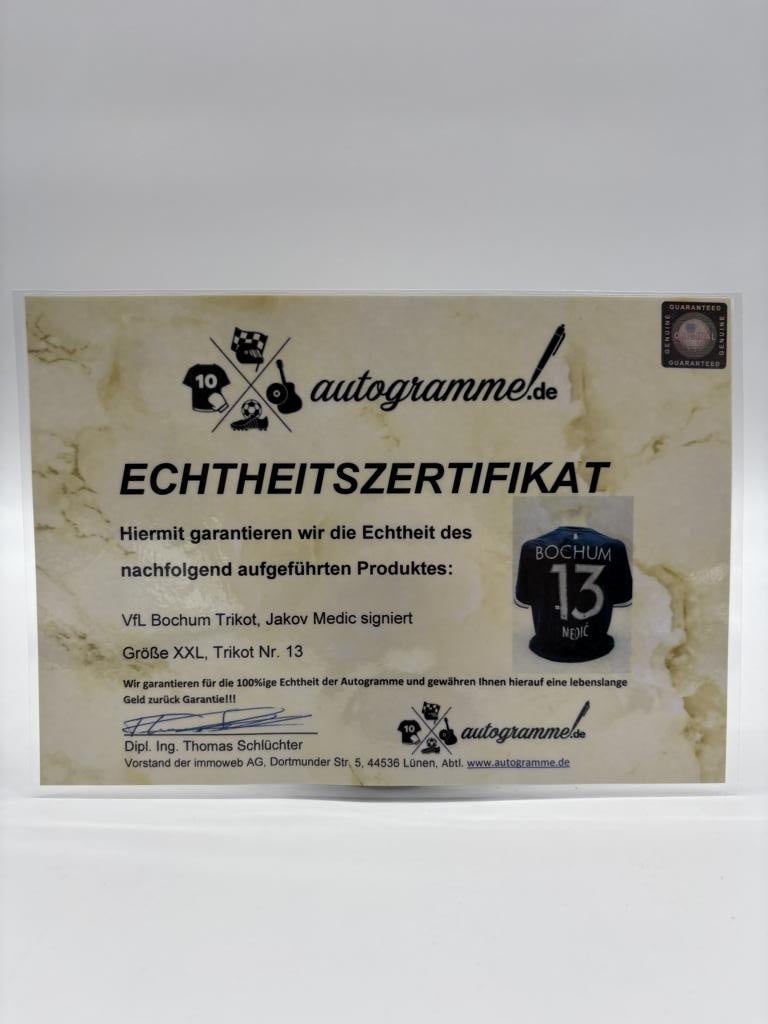 GUARANTEED
GENUINE
GENUINE
GUARANTEED
10
autogramme.de
ECHTHEITSZERTIFIKAT
Hiermit garantieren wir die Echtheit des
nachfolgend aufgeführten Produktes:
BOCHUM
13
MEDIĆ
VfL Bochum Trikot, Jakov Medic signiert
Größe XXL, Trikot Nr. 13
Wir garantieren für die 100%ige Echtheit der Autogramme und gewähren Ihnen hierauf eine lebenslange
Geld zurück Garantie!!!
10
autogramme.de
Dipl. Ing. Thomas Schlüchter
Vorstand der immoweb AG, Dortmunder Str. 5, 44536 Lünen, Abtl. www.autogramme.de